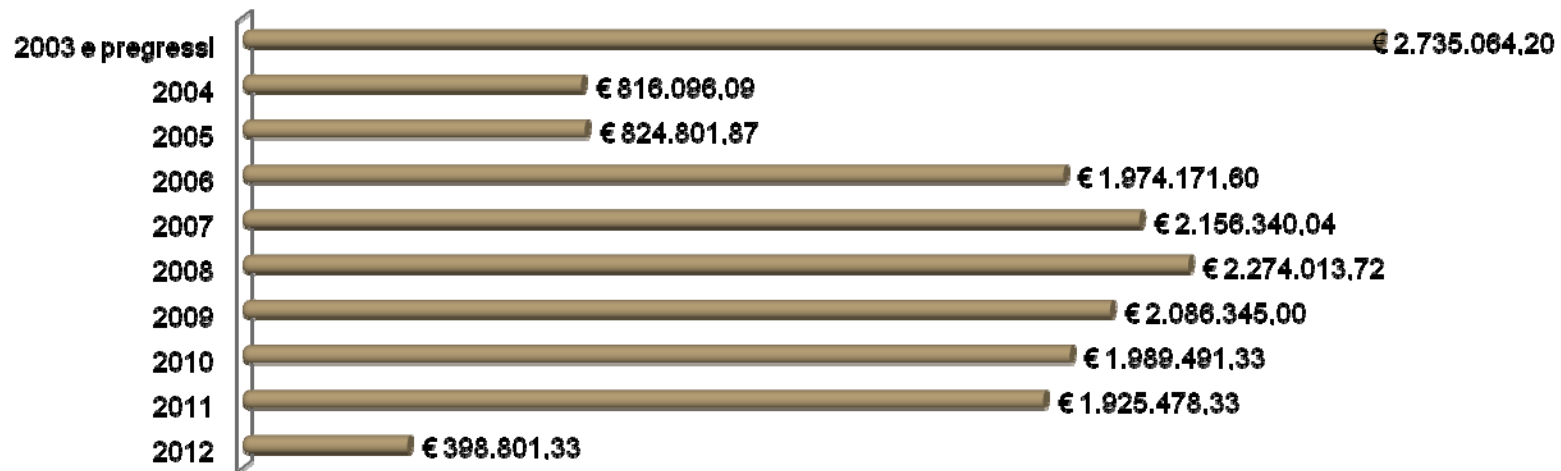 2003 e pregressi € 2.735.064,20
2004 € 816.096,09
2005 € 824.801,87
2006 € 1.974.171,60
2007 € 2.156.340,04
2008 € 2.274.013,72
2009 € 2.086.345,00
2010 € 1.989.491,33
2011 € 1.925.478,33
2012 € 398.801,33